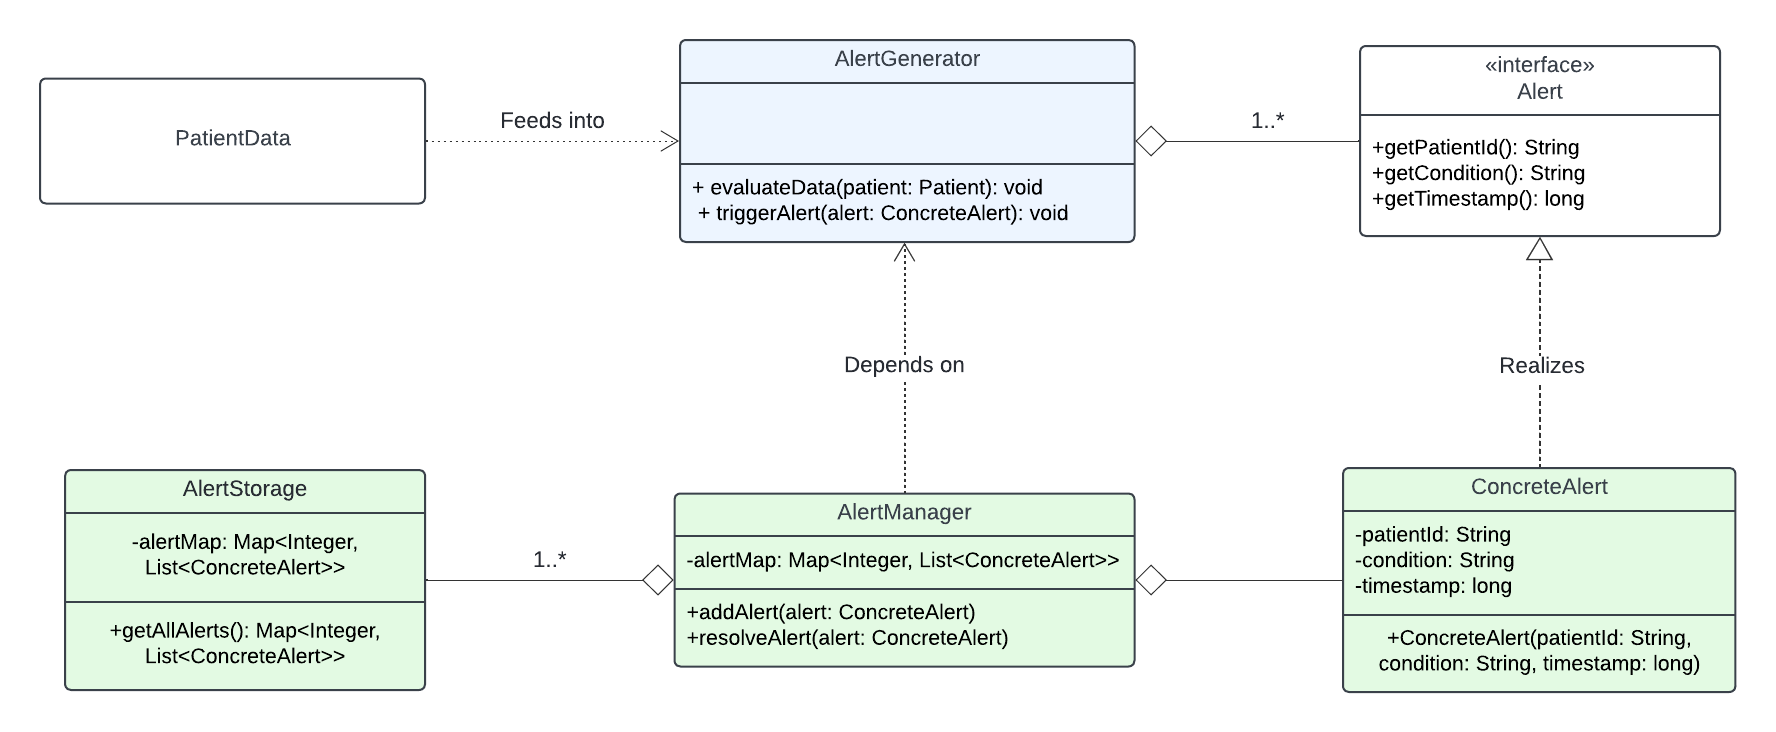 PatientData
Feeds into
AlertGenerator
+ evaluateData(patient: Patient): void
+ triggerAlert(alert: ConcreteAlert): void
1..*
«interface»
Alert
+getPatientId(): String
+getCondition(): String
+getTimestamp(): long
Depends on
Realizes
AlertStorage
-alertMap: Map<Integer,
List<ConcreteAlert>>
+getAllAlerts(): Map<Integer,
List<ConcreteAlert>>
1..*
AlertManager
-alertMap: Map<Integer, List<ConcreteAlert>>
+addAlert(alert: ConcreteAlert)
+resolveAlert(alert: ConcreteAlert)
ConcreteAlert
-patientId: String
-condition: String
-timestamp: long
+ConcreteAlert(patientId: String,
condition: String, timestamp: long)